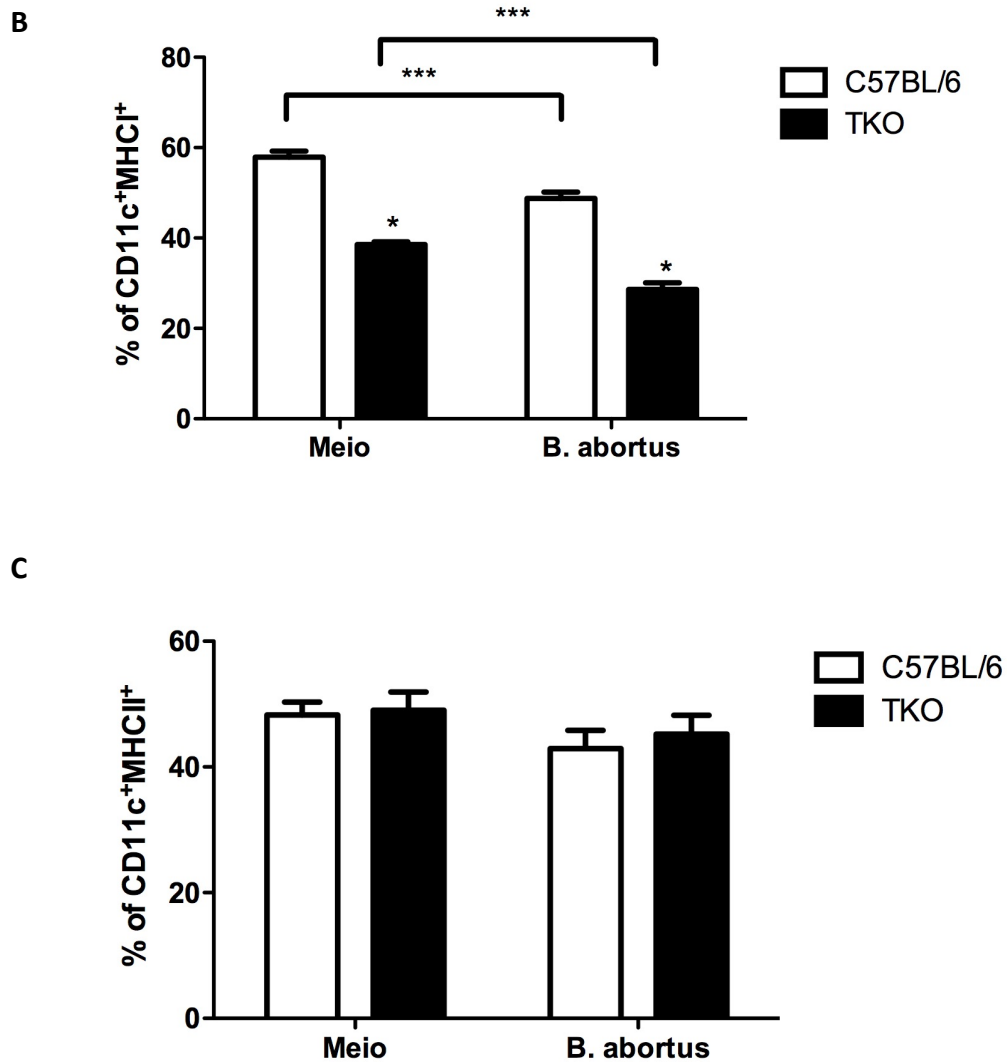 B
***
***
80
60
40
20
0
% of CD11c⁺MHCI⁺
*
*
Meio
B. abortus
C57BL/6
TKO
C
60
40
20
0
% of CD11c⁺MHCII⁺
Meio
B. abortus
C57BL/6
TKO